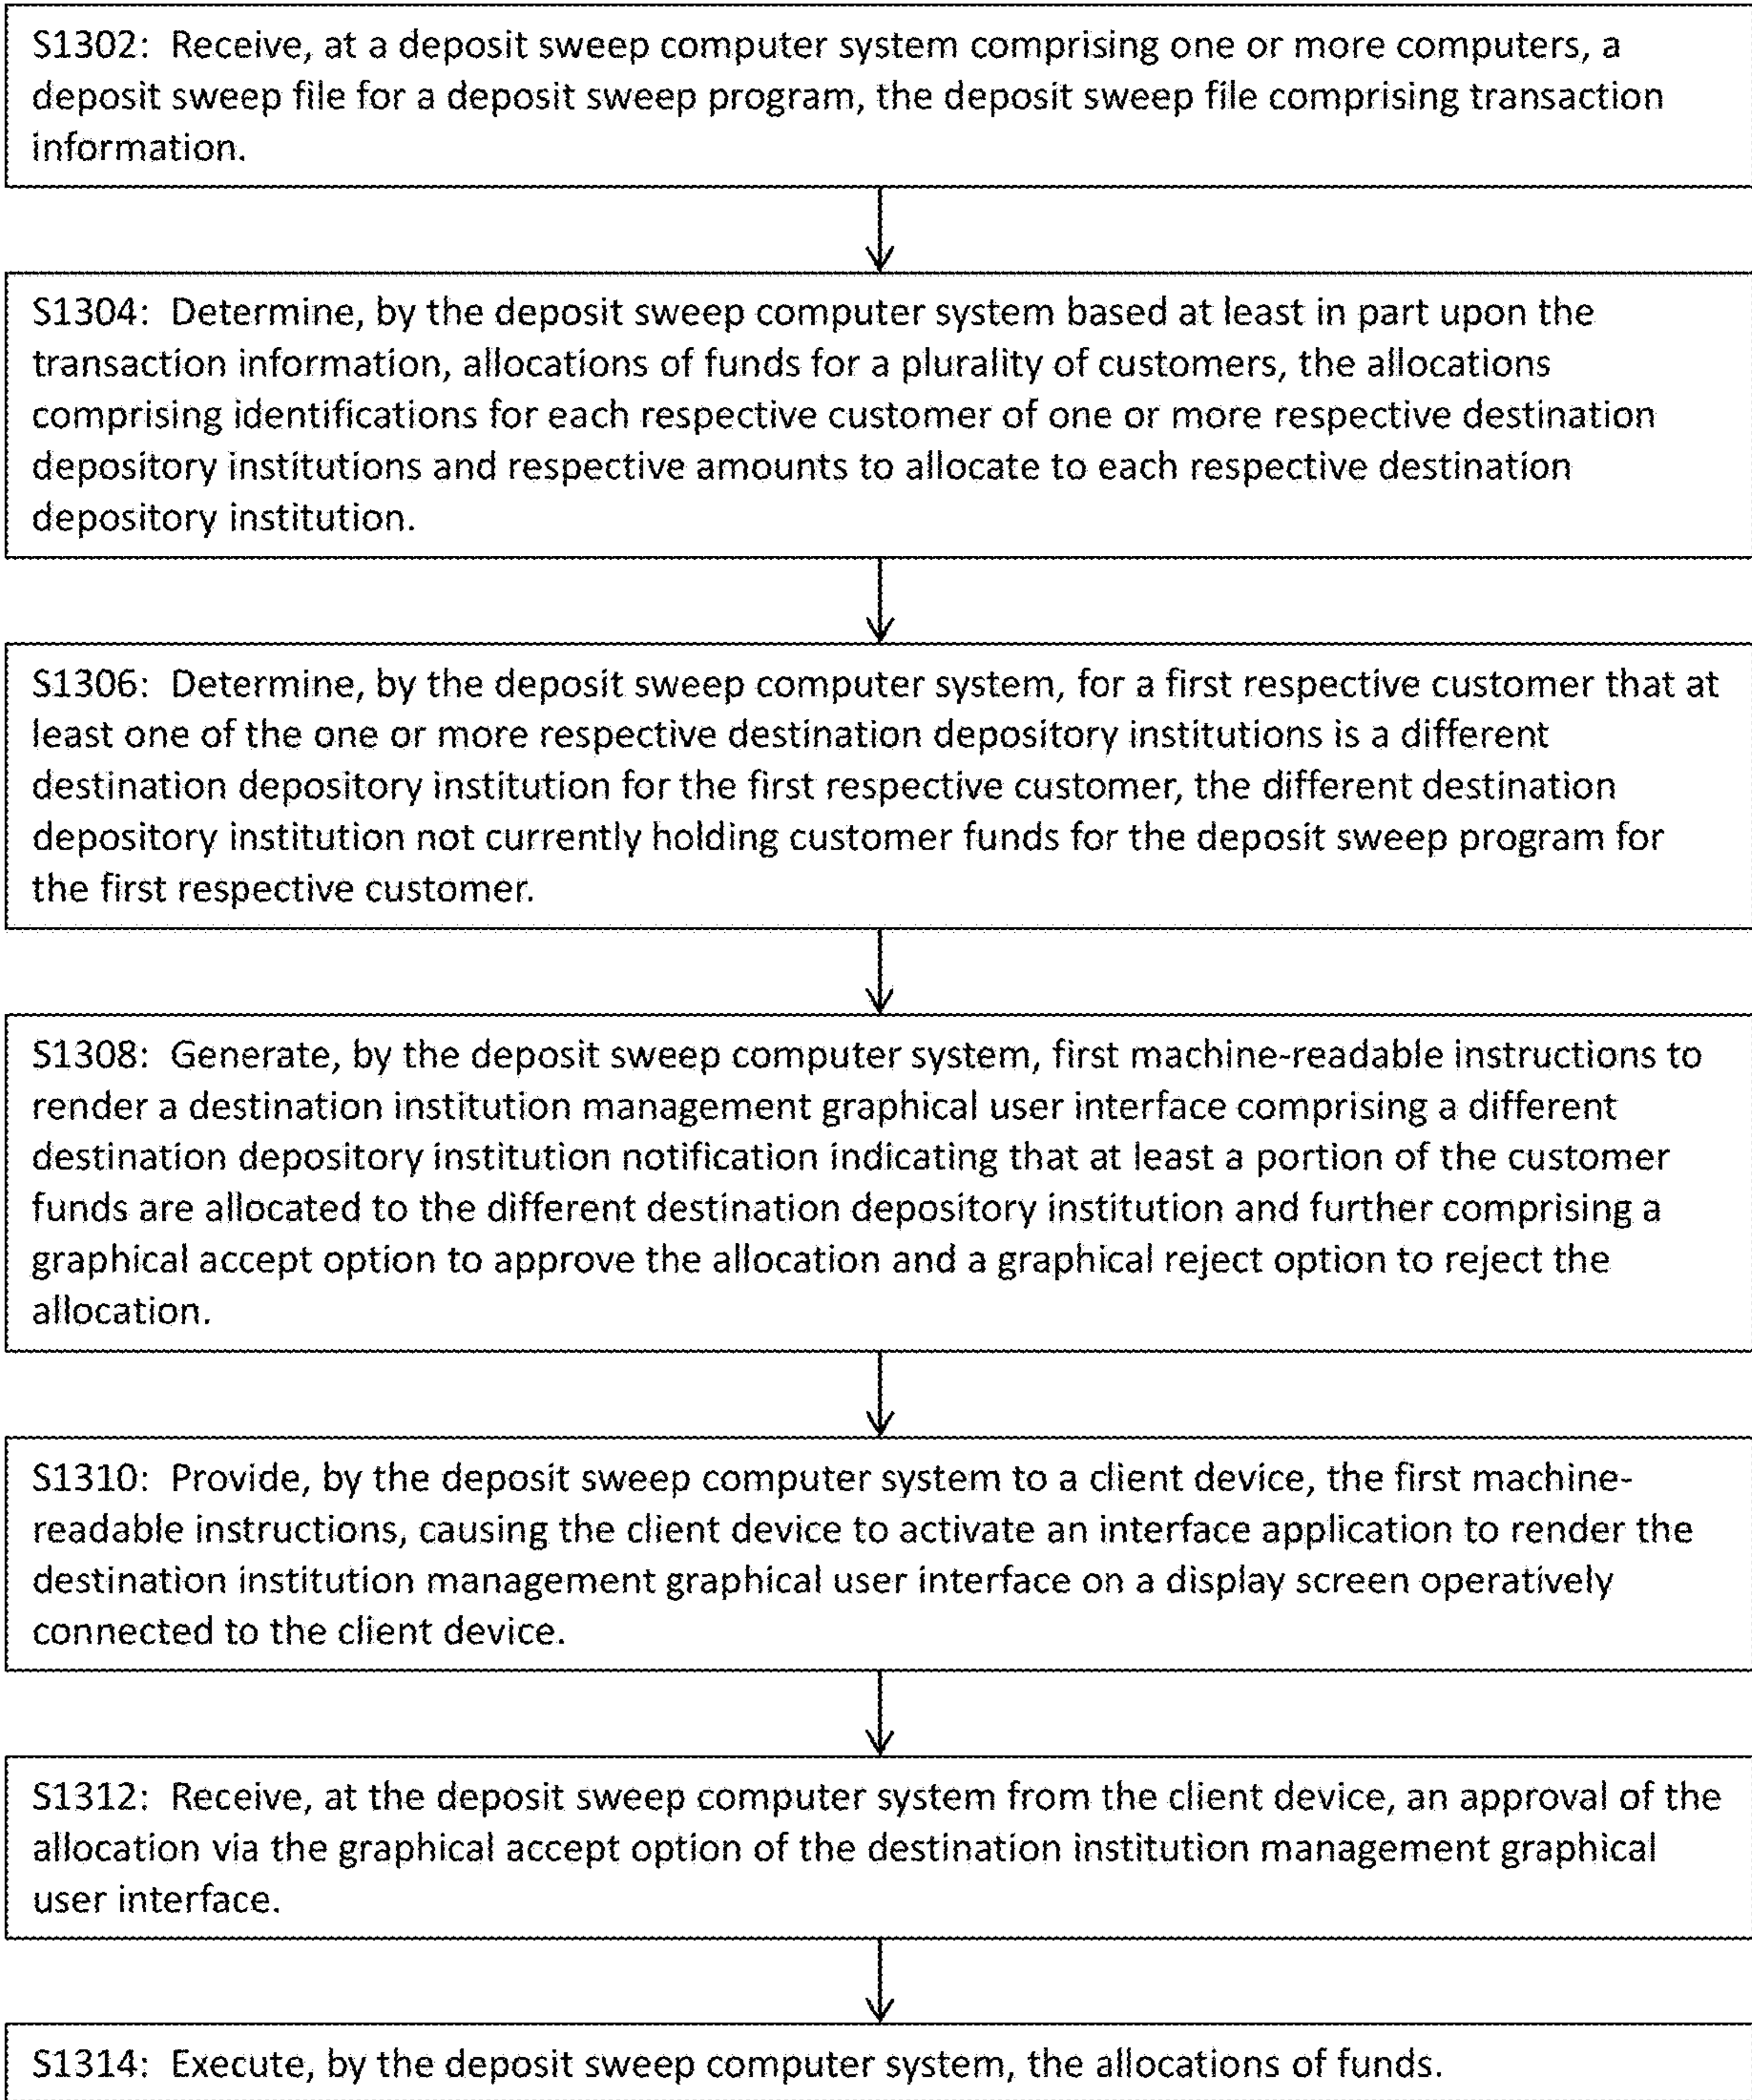 S1302: Receive, at a deposit sweep computer system comprising one or more computers, a
deposit sweep file for a deposit sweep program, the deposit sweep file comprising transaction
information.
S1304: Determine, by the deposit sweep computer system based at least in part upon the
transaction information, allocations of funds for a plurality of customers, the allocations
comprising identifications for each respective customer of one or more respective destination
depository institutions and respective amounts to allocate to each respective destination
depository institution.
S1306: Determine, by the deposit sweep computer system, for a first respective customer that at
least one of the one or more respective destination depository institutions is a different
destination depository institution for the first respective customer, the different destination
depository institution not currently holding customer funds for the deposit sweep program for
the first respective customer.
S1308: Generate, by the deposit sweep computer system, first machine-readable instructions to
render a destination institution management graphical user interface comprising a different
destination depository institution notification indicating that at least a portion of the customer
funds are allocated to the different destination depository institution and further comprising a
graphical accept option to approve the allocation and a graphical reject option to reject the
allocation.
S1310: Provide, by the deposit sweep computer system to a client device, the first machine-
readable instructions, causing the client device to activate an interface application to render the
destination institution management graphical user interface on a display screen operatively
connected to the client device.
S1312: Receive, at the deposit sweep computer system from the client device, an approval of the
allocation via the graphical accept option of the destination institution management graphical
user interface.
S1314: Execute, by the deposit sweep computer system, the allocations of funds.